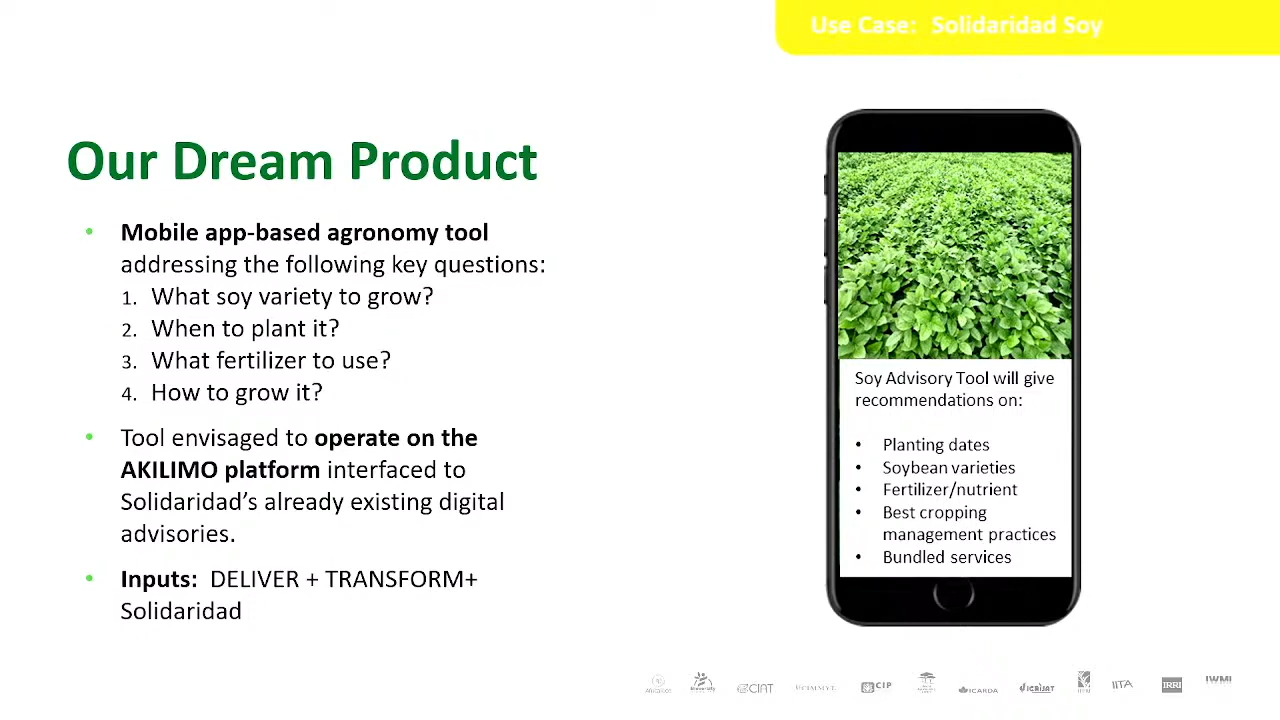 Use Case: Solidaridad Soy
Our Dream Product
• Mobile app-based agronomy tool
addressing the following key questions:
1. What soy variety to grow?
2. When to plant it?
3. What fertilizer to use?
4. How to grow it?
• Tool envisaged to operate on the
AKILIMO platform interfaced to
Solidaridad’s already existing digital
advisories.
• Inputs: DELIVER + TRANSFORM+
Solidaridad
Soy Advisory Tool will give
recommendations on:
• Planting dates
• Soybean varieties
• Fertilizer/nutrient
• Best cropping
management practices
• Bundled services
CIAT
CIP
ICARDA
ICRISAT
IITA
IRRI
IWMI